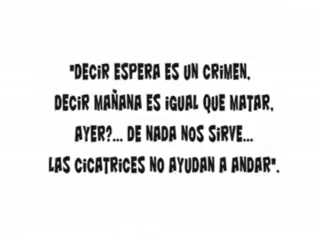 "DECIR ESPERA ES UN CRIMEN,
DECIR MAÑANA ES IGUAL QUE MATAR,
AYER?... DE NADA NOS SIRVE...
LAS CICATRICES NO AYUDAN A ANDAR".